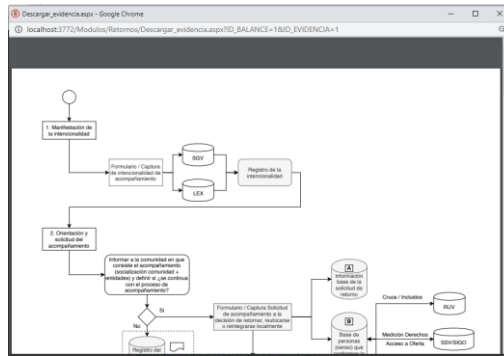 Descargar_evidencia.aspx - Google Chrome
localhost:3772/Modulos/Retornos/Descargar_evidencia.aspx?ID_BALANCE=1&ID_EVIDENCIA=1
1. Manifestación de
la intencionalidad
Formulario / Captura
de intencionalidad de
acompañamiento
SGV
LEX
Registro de la
intencionalidad
2. Orientación y
solicitud del
acompañamiento
Informar a la comunidad en que
consiste el acompañamiento
(socialización comunidad +
entidades) y definir si ¿se continua
con el proceso de
acompañamiento?
Si
No
Registro del
Formulario / Captura Solicitud
de acompañamiento a la
decisión de retornar, reubicarse
o reintegrarse localmente
A
Información
base de la
solicitud de
retorno
B
Base de
personas
(censo) que
Cruce / Incluidos
RUV
Medición Derechos
Acceso a Oferta
SSV/SIGO